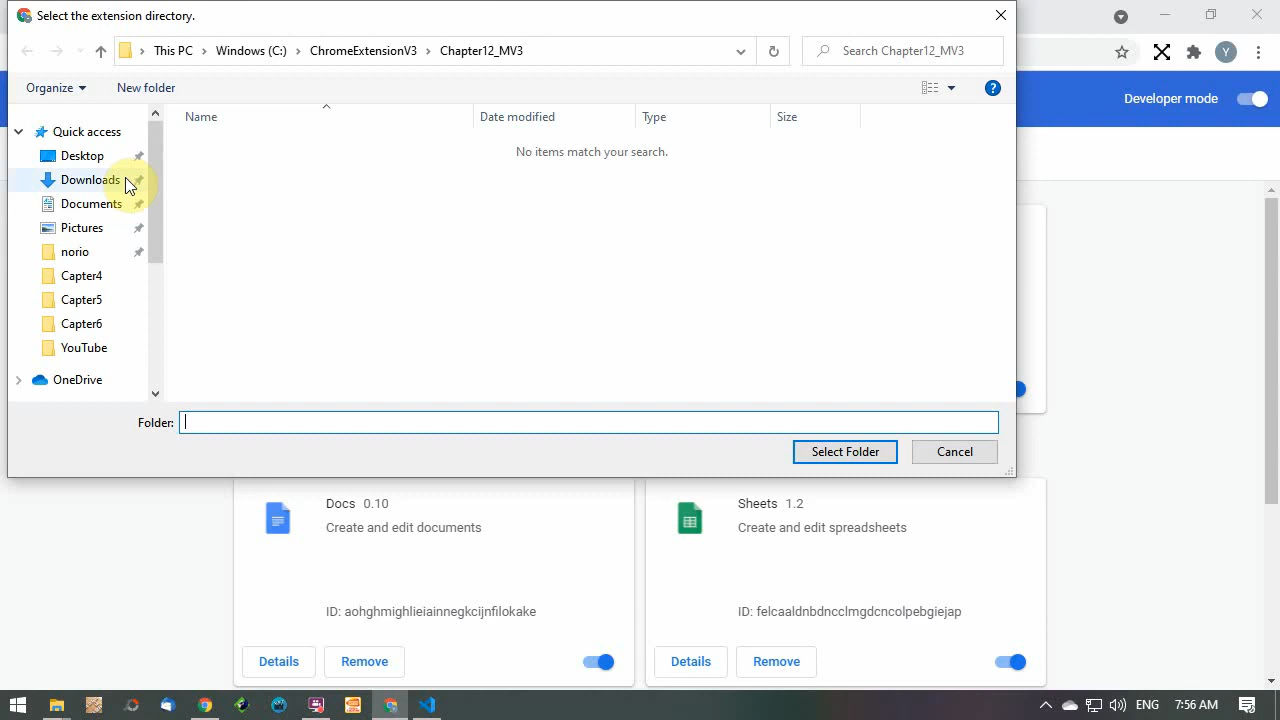 Select the extension directory.
This PC > Windows (C:) > ChromeExtensionV3 > Chapter12_MV3
Search Chapter12_MV3
Y
Organize
New folder
Developer mode
Name
Date modified
Type
Size
Quick access
No items match your search.
Desktop
Downloads
Documents
Pictures
norio
Capter4
Capter5
Capter6
YouTube
OneDrive
Folder:
Select Folder
Cancel
Docs 0.10
Create and edit documents
ID: aohghmighlieiainnegkcijnfilokake
Details
Remove
Sheets 1.2
Create and edit spreadsheets
ID: felcaaldnbdncclmgdcncolpebgiejap
Details
Remove
ENG
7:56 AM